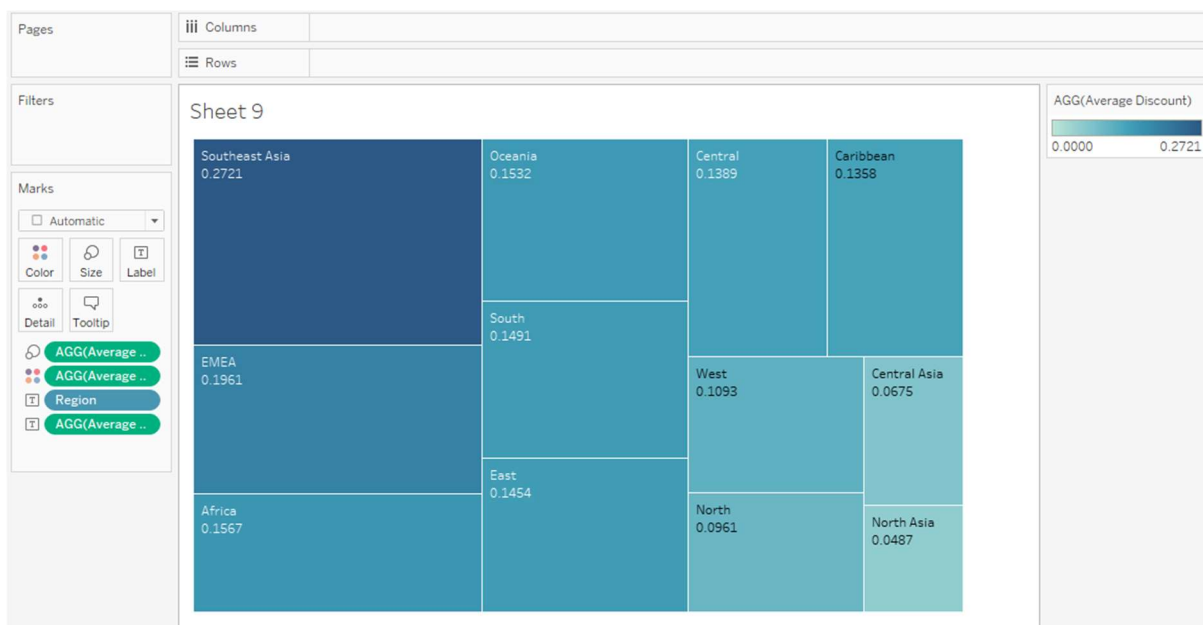 Pages
Columns
Rows
Filters
Sheet 9
AGG(Average Discount)
0.0000 0.2721
Marks
Automatic
Color Size Label
Detail Tooltip
AGG(Average ..
AGG(Average ..
Region
AGG(Average ..
Southeast Asia
0.2721
EMEA
0.1961
Africa
0.1567
Oceania
0.1532
South
0.1491
East
0.1454
Central
0.1389
Caribbean
0.1358
West
0.1093
North
0.0961
Central Asia
0.0675
North Asia
0.0487